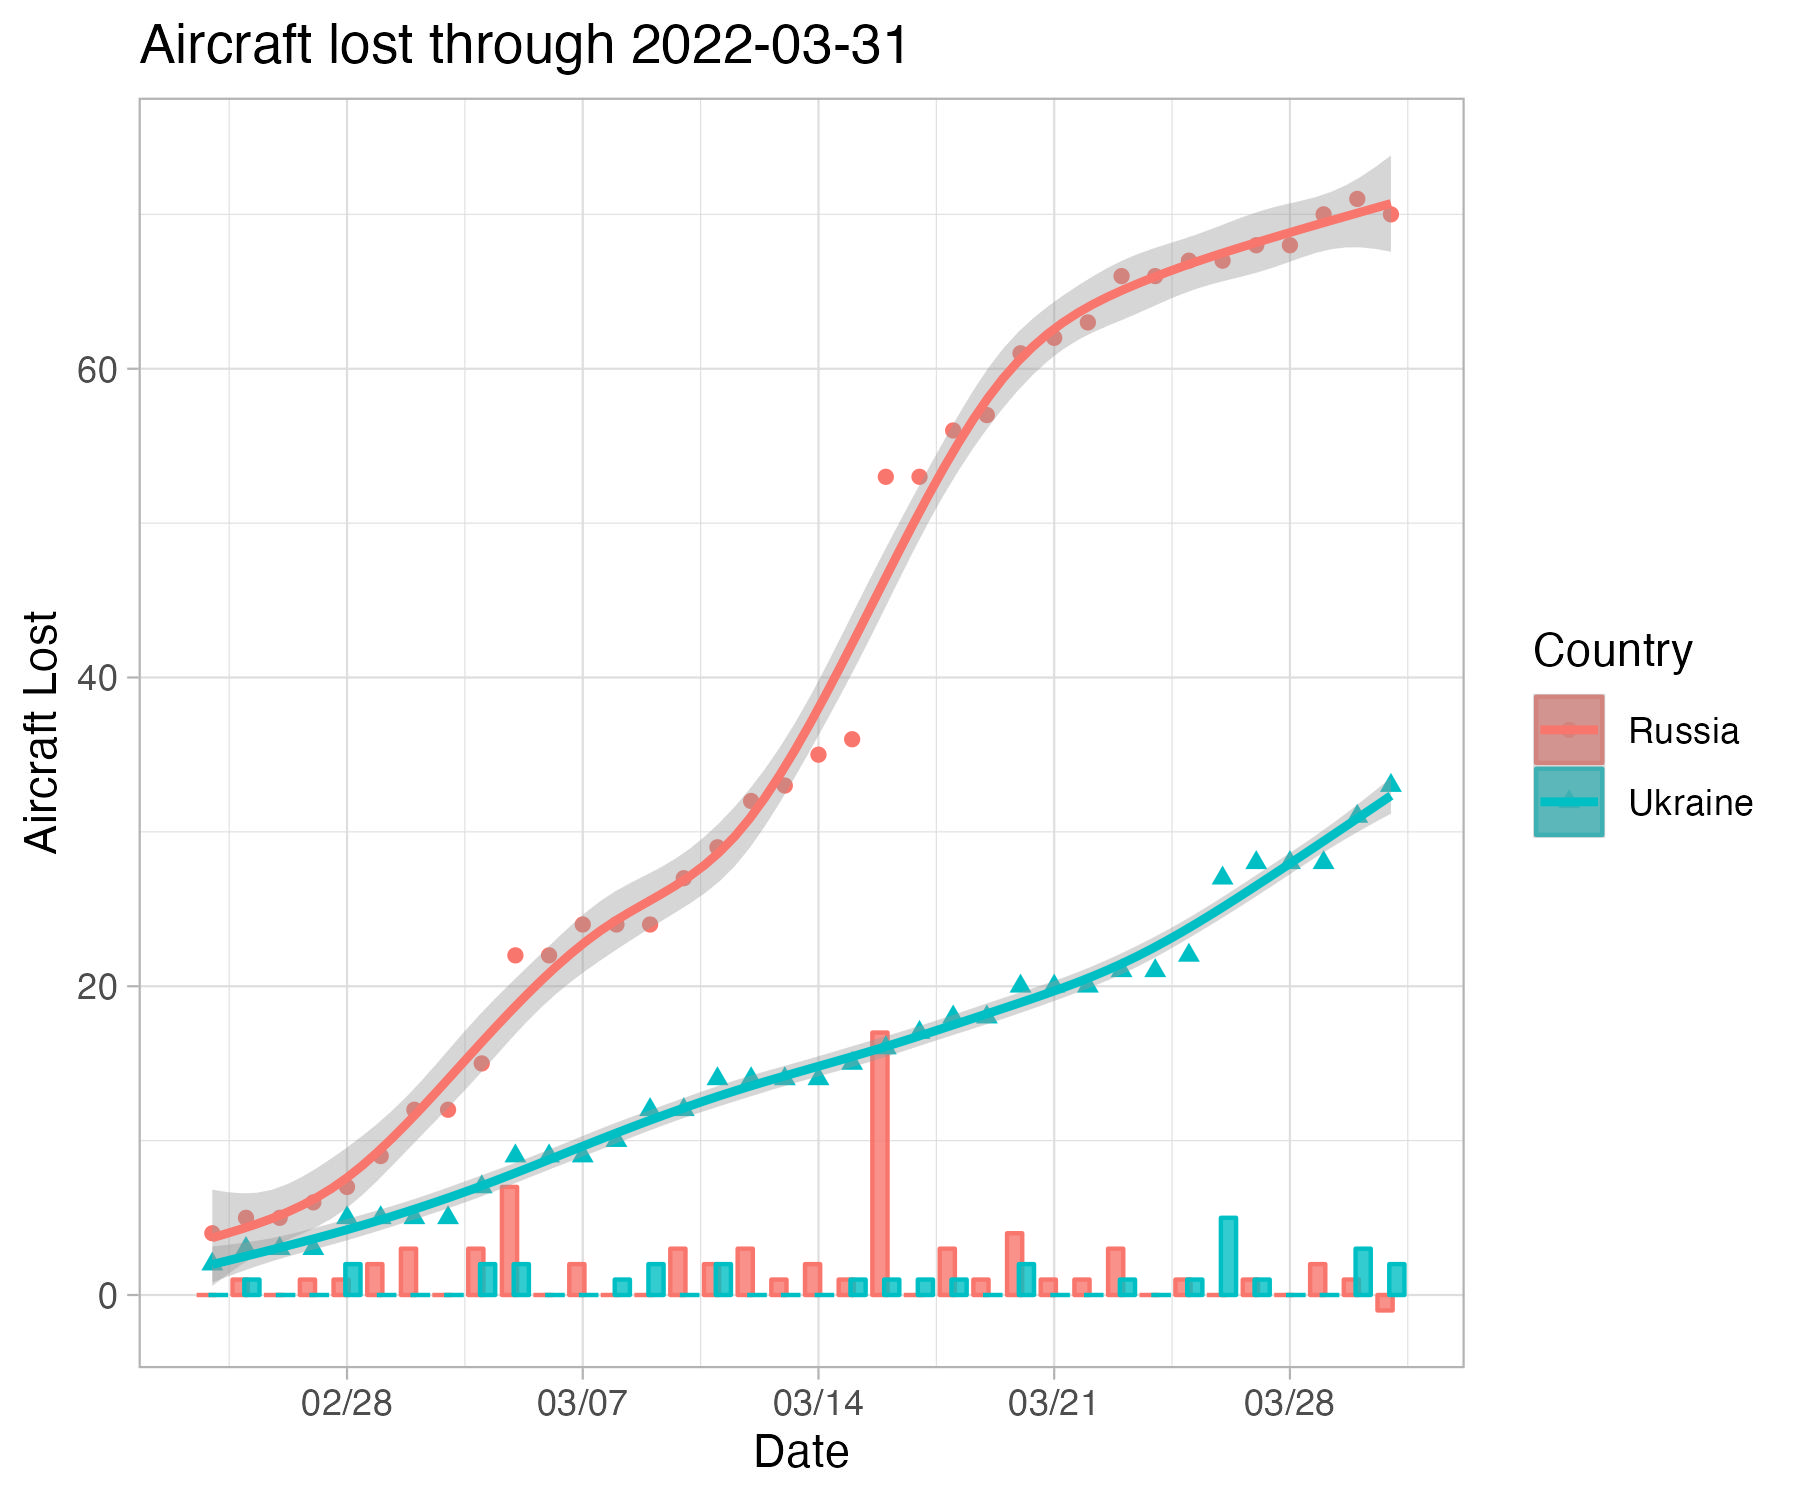 Aircraft lost through 2022-03-31
Aircraft Lost
60
40
20
0
02/28 03/07 03/14 03/21 03/28
Date
Country
Russia
Ukraine